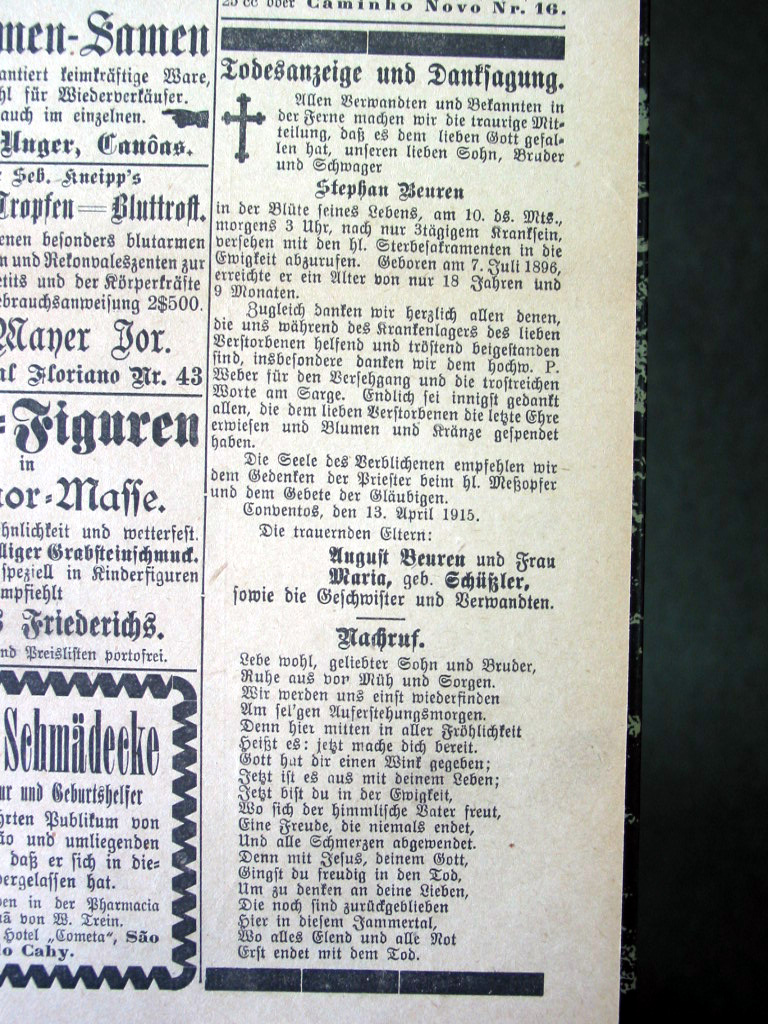 men-Samen
antiert keimkräftige Ware,
hl für Wiederverkäufer.
auch im einzelnen.
Unger, Canôas.
Seb. Kneipp's
Tropfen=Bluttrost.
enen besonders blutarmen
n und Rekonvaleszenten zur
etits und der Körperkräfte
ebrauchsanweisung 2$500.
Mayer Jor.
al Floriano Nr. 43
=Figuren
in
or=Masse.
hnlichkeit und wetterfest.
lliger Grabsteinschmuck.
speziell in Kinderfiguren
mpfiehlt
s Friederichs.
nd Preislisten portofrei.
Schmädecke
ur und Geburtshelfer
hrten Publikum von
ão und umliegenden
daß er sich in die-
ergelassen hat.
en in der Pharmacia
uã von W. Trein.
Hotel „Cometa“, São
o Cahy.
25 cc oder Caminho Novo Nr. 16.
Todesanzeige und Danksagung.
Allen Verwandten und Bekannten in
der Ferne machen wir die traurige Mit-
teilung, daß es dem lieben Gott gefal-
len hat, unseren lieben Sohn, Bruder
und Schwager
Stephan Beuren
in der Blüte seines Lebens, am 10. ds. Mts.,
morgens 3 Uhr, nach nur 3tägigem Kranksein,
versehen mit den hl. Sterbesakramenten in die
Ewigkeit abzurufen. Geboren am 7. Juli 1896,
erreichte er ein Alter von nur 18 Jahren und
9 Monaten.
Zugleich danken wir herzlich allen denen,
die uns während des Krankenlagers des lieben
Verstorbenen helfend und tröstend beigestanden
sind, insbesondere danken wir dem hochw. P.
Weber für den Versehgang und die trostreichen
Worte am Sarge. Endlich sei innigst gedankt
allen, die dem lieben Verstorbenen die letzte Ehre
erwiesen und Blumen und Kränze gespendet
haben.
Die Seele des Verblichenen empfehlen wir
dem Gedenken der Priester beim hl. Meßopfer
und dem Gebete der Gläubigen.
Conventos, den 13. April 1915.
Die trauernden Eltern:
August Beuren und Frau
Maria, geb. Schüßler,
sowie die Geschwister und Verwandten.
Nachruf.
Lebe wohl, geliebter Sohn und Bruder,
Ruhe aus von Müh und Sorgen.
Wir werden uns einst wiederfinden
Am sel'gen Auferstehungsmorgen.
Denn hier mitten in aller Fröhlichkeit
Heißt es: jetzt mache dich bereit.
Gott hat dir einen Wink gegeben;
Jetzt ist es aus mit deinem Leben;
Jetzt bist du in der Ewigkeit,
Wo sich der himmlische Vater freut,
Eine Freude, die niemals endet,
Und alle Schmerzen abgewendet.
Denn mit Jesus, deinem Gott,
Gingst du freudig in den Tod,
Um zu denken an deine Lieben,
Die noch sind zurückgeblieben
Hier in diesem Jammertal,
Wo alles Elend und alle Not
Erst endet mit dem Tod.